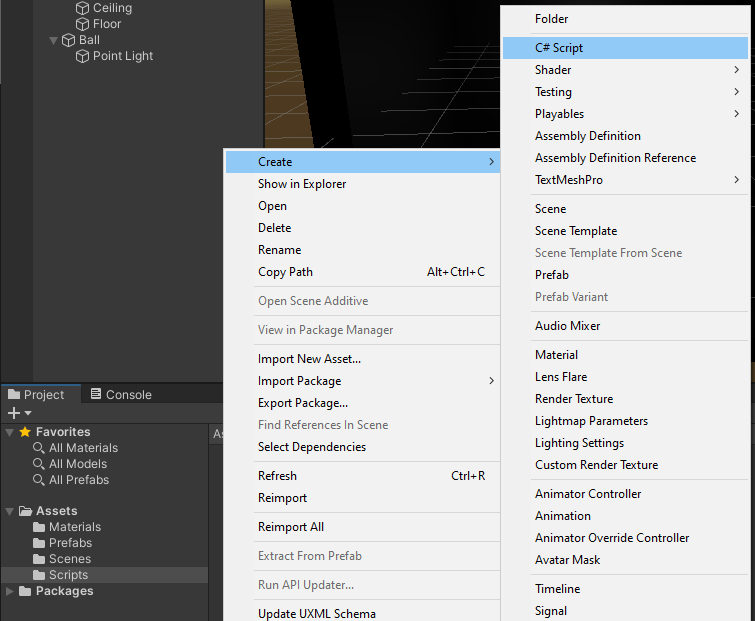 Ceiling
Floor
Ball
Point Light
Project
Console
Favorites
All Materials
All Models
All Prefabs
Assets
Materials
Prefabs
Scenes
Scripts
Packages
As
Create
Show in Explorer
Open
Delete
Rename
Copy Path Alt+Ctrl+C
Open Scene Additive
View in Package Manager
Import New Asset...
Import Package
Export Package...
Find References In Scene
Select Dependencies
Refresh Ctrl+R
Reimport
Reimport All
Extract From Prefab
Run API Updater...
Update UXML Schema
Folder
C# Script
Shader
Testing
Playables
Assembly Definition
Assembly Definition Reference
TextMeshPro
Scene
Scene Template
Scene Template From Scene
Prefab
Prefab Variant
Audio Mixer
Material
Lens Flare
Render Texture
Lightmap Parameters
Lighting Settings
Custom Render Texture
Animator Controller
Animation
Animator Override Controller
Avatar Mask
Timeline
Signal